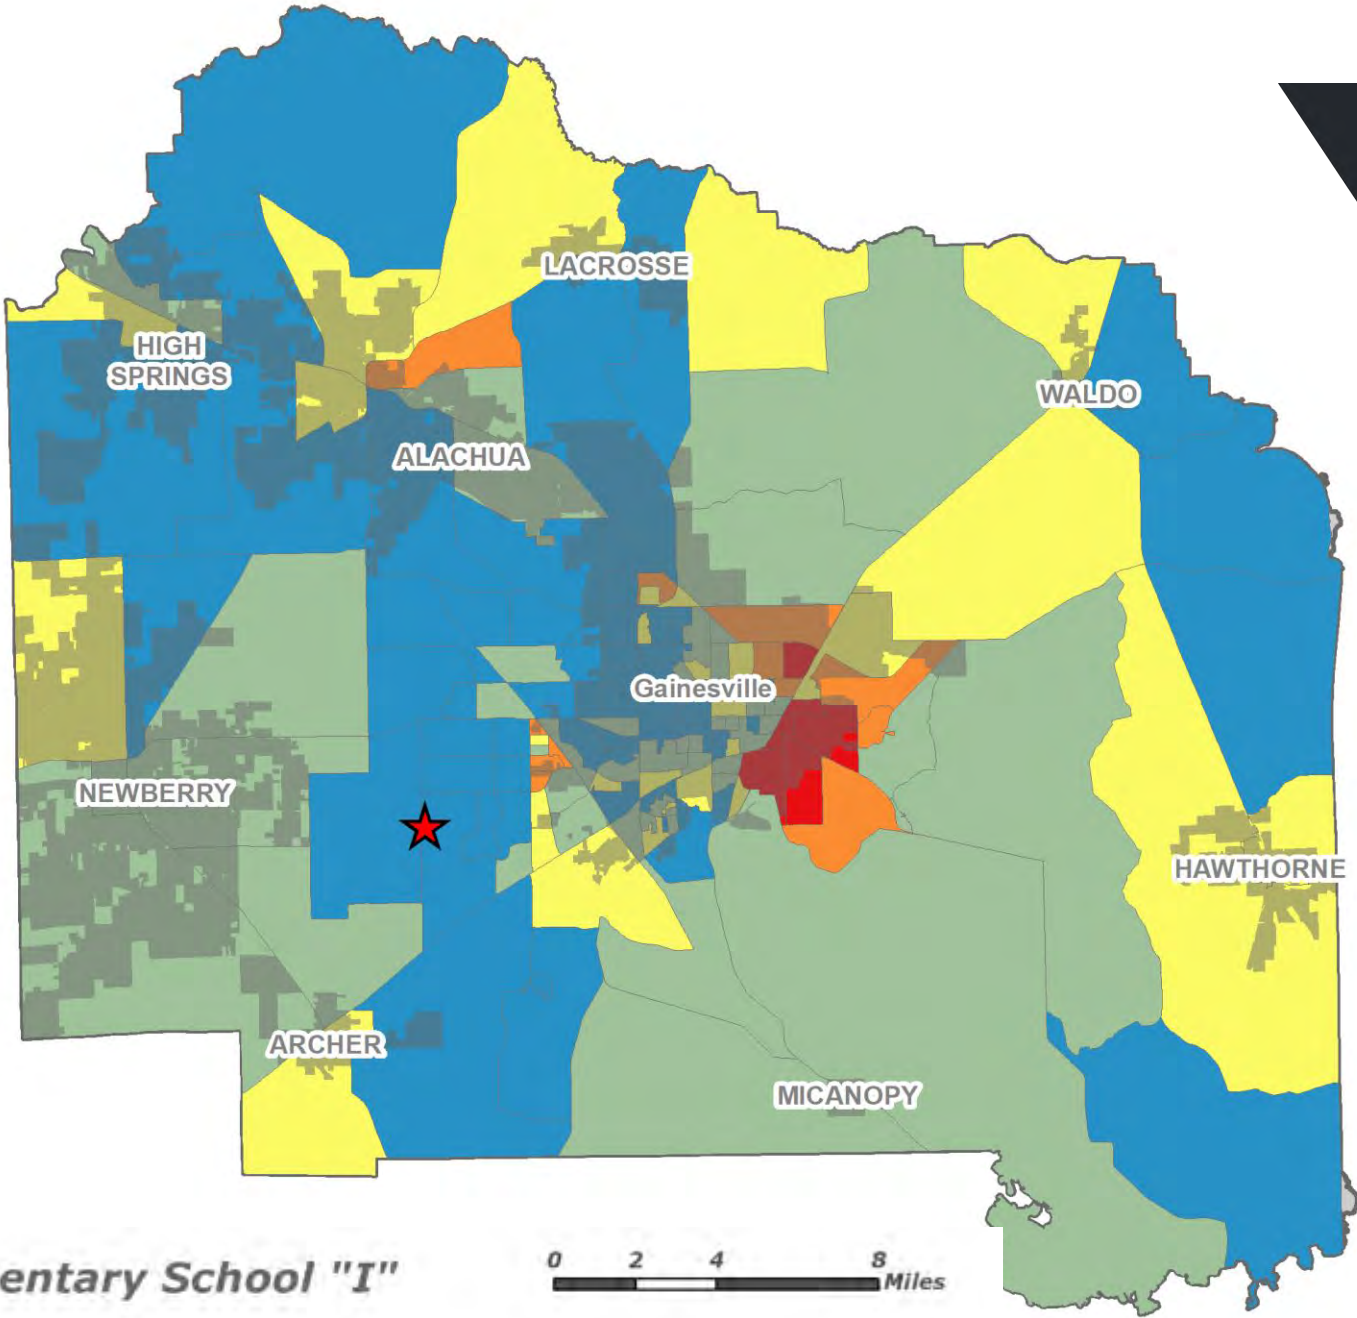 LACROSSE
HIGH
SPRINGS
WALDO
ALACHUA
Gainesville
NEWBERRY
HAWTHORNE
ARCHER
MICANOPY
entary School "I"
0 2 4 8
Miles